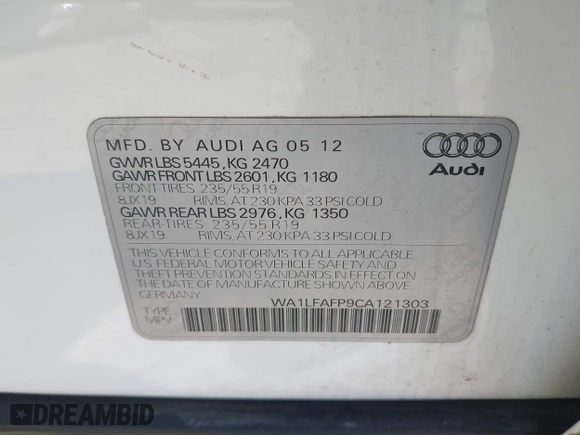 MFD. BY AUDI AG 05 12
GVWR LBS 5445, KG 2470
GAWR FRONT LBS 2601, KG 1180
FRONT-TIRES 235/55 R19
8JX19 RIMS, AT 230 KPA 33 PSI COLD
GAWR REAR LBS 2976, KG 1350
REAR-TIRES 235/55 R19
8JX19 RIMS, AT 230 KPA 33 PSI COLD
THIS VEHICLE CONFORMS TO ALL APPLICABLE
U.S. FEDERAL MOTOR VEHICLE SAFETY AND
THEFT PREVENTION STANDARDS IN EFFECT ON
THE DATE OF MANUFACTURE SHOWN ABOVE.
GERMANY
WA1LFAFP9CA121303
TYPE
MPV
Audi
DREAMBID